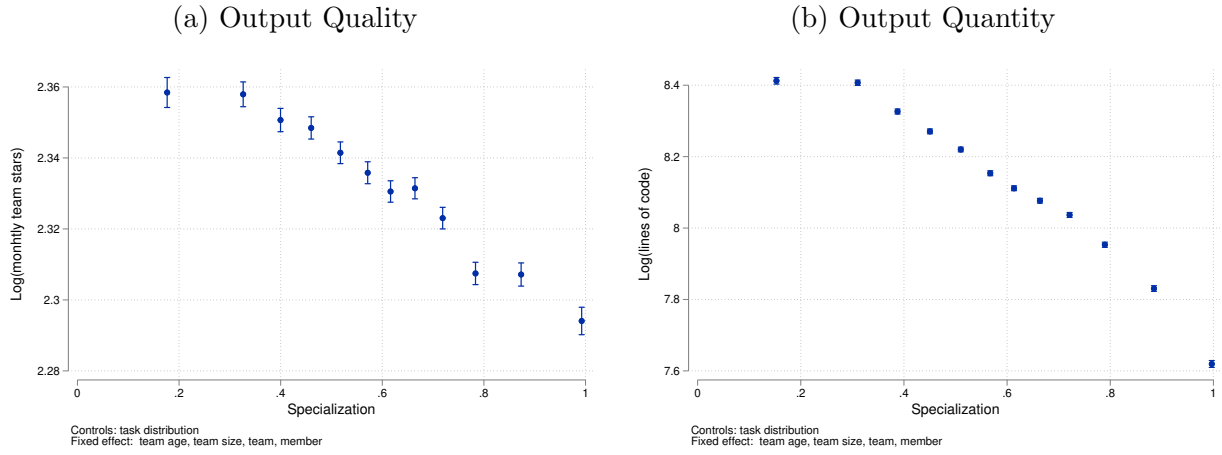 (a) Output Quality
2.36
2.34
2.32
2.3
2.28
Log(monhtly team stars)
0 .2 .4 .6 .8 1
Specialization
Controls: task distribution
Fixed effect: team age, team size, team, member
(b) Output Quantity
8.4
8.2
8
7.8
7.6
Log(lines of code)
0 .2 .4 .6 .8 1
Specialization
Controls: task distribution
Fixed effect: team age, team size, team, member